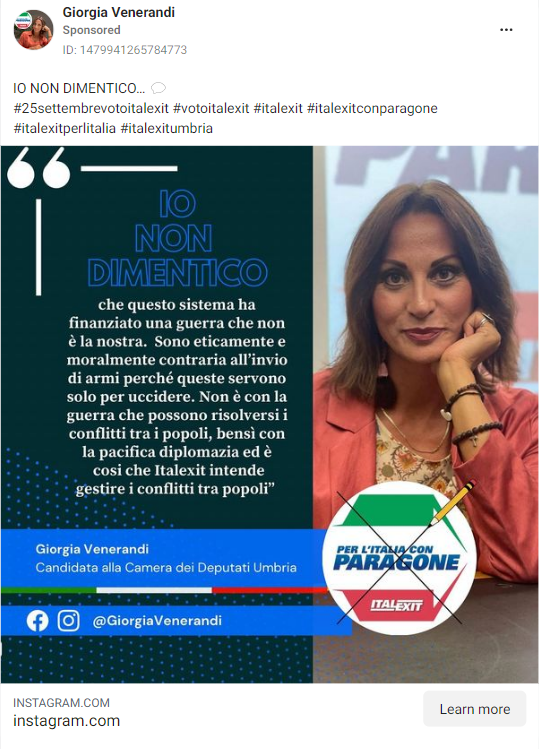 Giorgia Venerandi
Sponsored
ID: 1479941265784773
IO NON DIMENTICO...
#25settembrevotoitalexit #votoitalexit #italexit #italexitconparagone
#italexitperlitalia #italexitumbria
IO
NON
DIMENTICO
che questo sistema ha
finanziato una guerra che non
è la nostra. Sono eticamente e
moralmente contraria all'invio
di armi perché queste servono
solo per uccidere. Non è con la
guerra che possono risolversi i
conflitti tra i popoli, bensì con
la pacifica diplomazia ed è
cosi che Italexit intende
gestire i conflitti tra popoli”
Giorgia Venerandi
Candidata alla Camera dei Deputati Umbria
@GiorgiaVenerandi
PER L'ITALIA CON
PARAGONE
ITALEXIT
INSTAGRAM.COM
instagram.com
Learn more